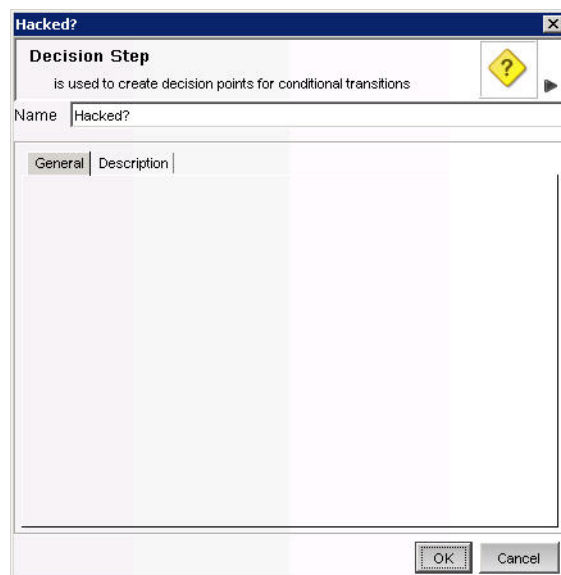 Hacked?
Decision Step
is used to create decision points for conditional transitions
?
Name Hacked?
General Description
OK Cancel